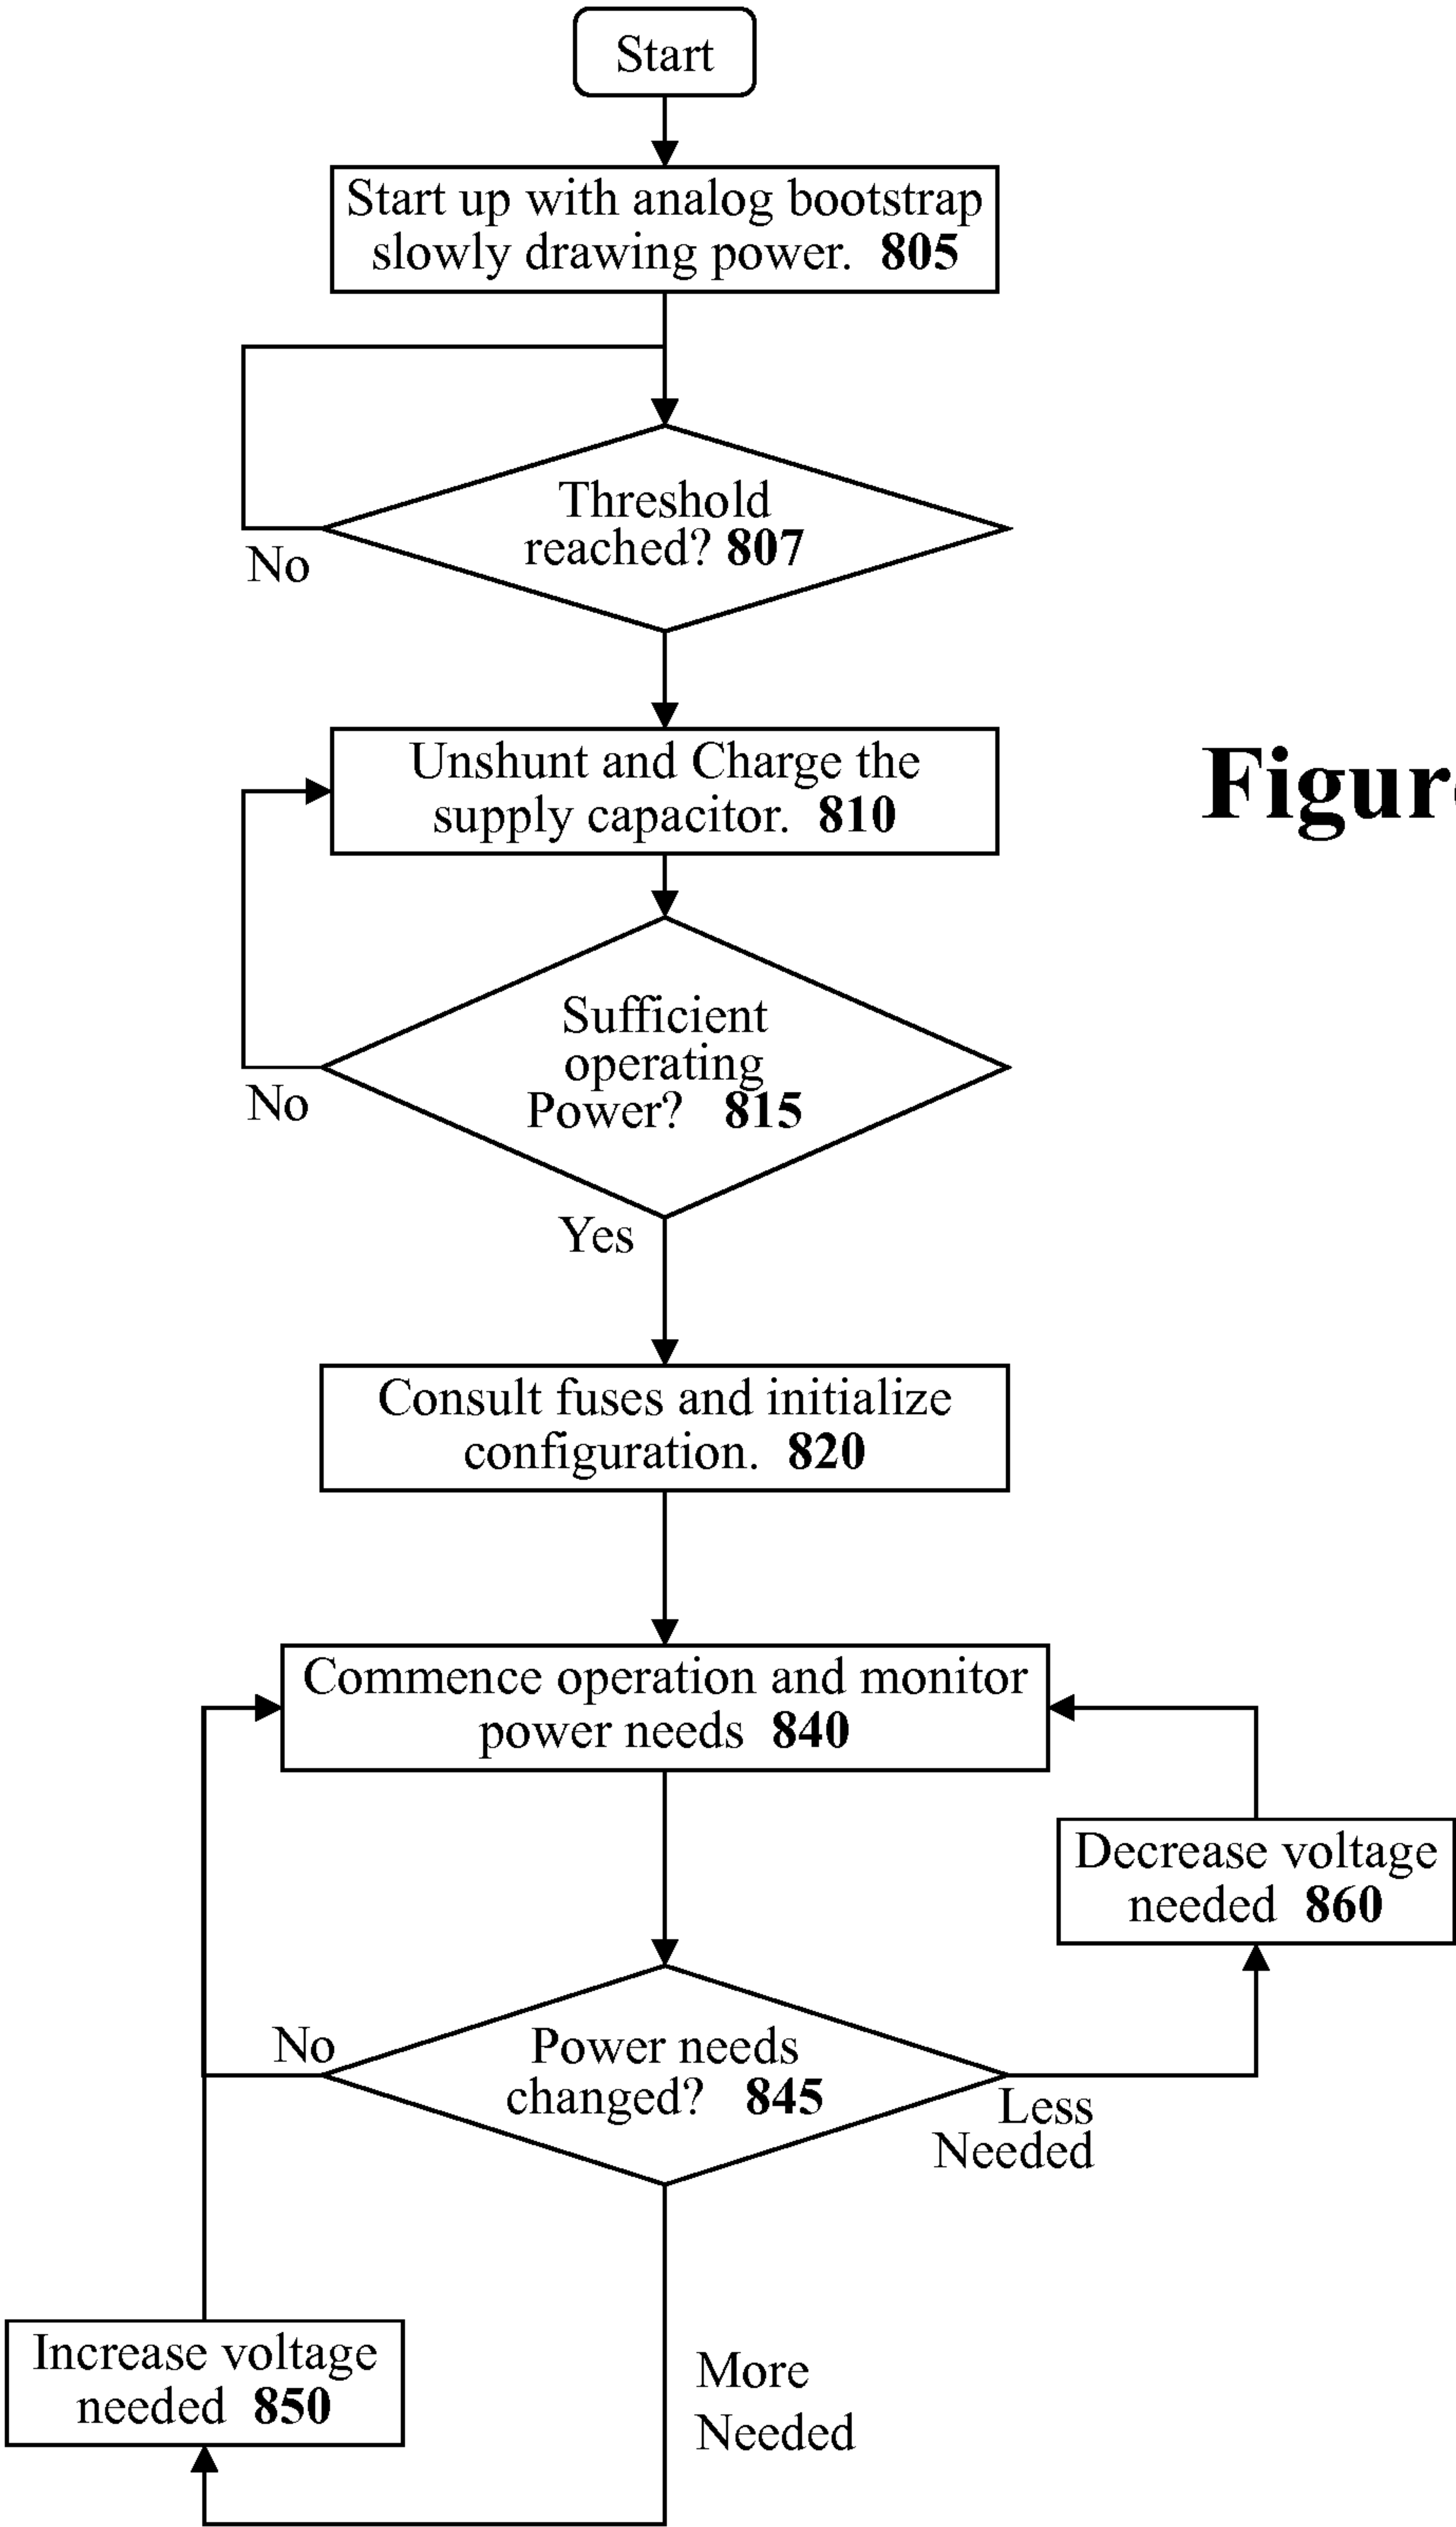 Start
Start up with analog bootstrap
slowly drawing power. 805
Threshold
reached? 807
No
Unshunt and Charge the
supply capacitor. 810
Sufficient
operating
Power? 815
No
Yes
Consult fuses and initialize
configuration. 820
Commence operation and monitor
power needs 840
Decrease voltage
needed 860
No
Power needs
changed? 845
Less
Needed
Increase voltage
needed 850
More
Needed